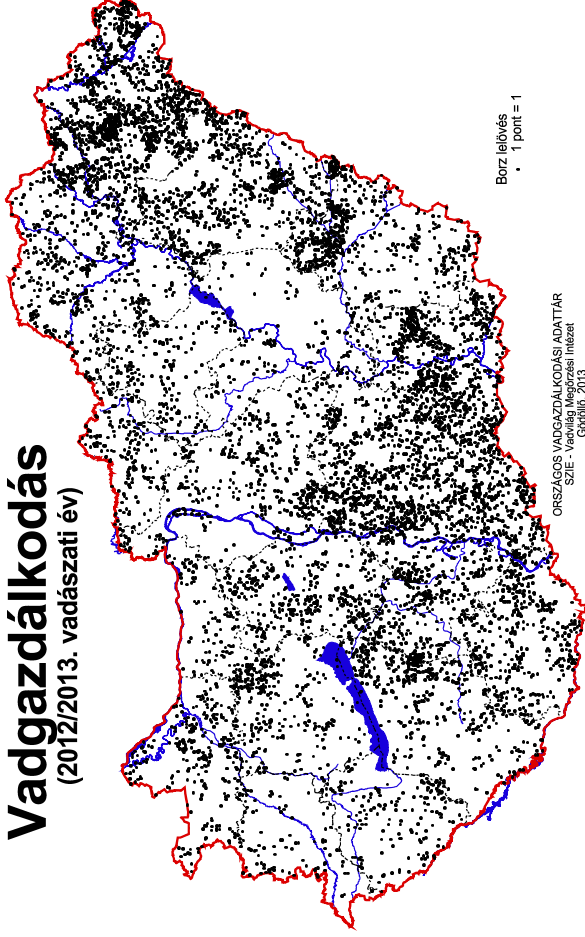 Vadgazdálkodás
(2012/2013. vadászati év)
Borz lelövés
1 pont = 1
ORSZÁGOS VADGAZDÁLKODÁSI ADATTÁR
SZIE - Vadvilág Megőrzési Intézet
Gödöllő, 2013